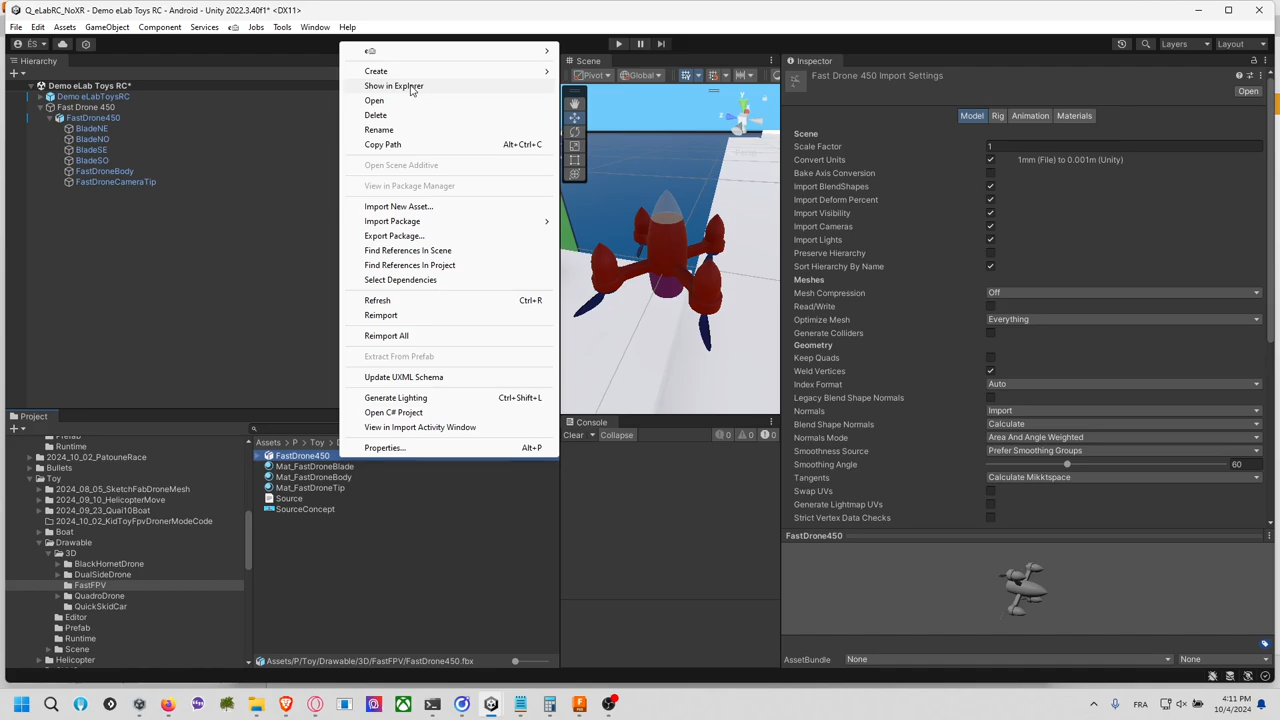 Q_eLabRC_NoXR - Demo eLab Toys RC - Android - Unity 2022.3.40f1* <DX11>
File Edit Assets GameObject Component Services Jobs Tools Window Help
ÉS Layers Layout
Hierarchy
Demo eLab Toys RC*
Demo eLabToysRC
Fast Drone 450
FastDrone450
BladeNE
BladeNO
BladeSE
BladeSO
FastDroneBody
FastDroneCameraTip
Create
Show in Explorer
Open
Delete
Rename
Copy Path Alt+Ctrl+C
Open Scene Additive
View in Package Manager
Import New Asset...
Import Package
Export Package...
Find References In Scene
Find References In Project
Select Dependencies
Refresh Ctrl+R
Reimport
Reimport All
Extract From Prefab
Update UXML Schema
Generate Lighting Ctrl+Shift+L
Open C# Project
View in Import Activity Window
Properties... Alt+P
Scene
Pivot Global
y
z
Console
Clear Collapse 0 0 0
Inspector
Fast Drone 450 Import Settings
Open
Model Rig Animation Materials
Scene
Scale Factor 1
Convert Units 1mm (File) to 0.001m (Unity)
Bake Axis Conversion
Import BlendShapes
Import Deform Percent
Import Visibility
Import Cameras
Import Lights
Preserve Hierarchy
Sort Hierarchy By Name
Meshes
Mesh Compression Off
Read/Write
Optimize Mesh Everything
Generate Colliders
Geometry
Keep Quads
Weld Vertices
Index Format Auto
Legacy Blend Shape Normals
Normals Import
Blend Shape Normals Calculate
Normals Mode Area And Angle Weighted
Smoothness Source Prefer Smoothing Groups
Smoothing Angle 60
Tangents Calculate Mikktspace
Swap UVs
Generate Lightmap UVs
Strict Vertex Data Checks
FastDrone450
AssetBundle None None
Project
Prefab
Runtime
2024_10_02_PatouneRace
Bullets
Toy
2024_08_05_SketchFabDroneMesh
2024_09_10_HelicopterMove
2024_09_23_Quai10Boat
2024_10_02_KidToyFpvDronerModeCode
Boat
Drawable
3D
BlackHornetDrone
DualSideDrone
FastFPV
QuadroDrone
QuickSkidCar
Editor
Prefab
Runtime
Scene
Helicopter
Assets P Toy
FastDrone450
Mat_FastDroneBlade
Mat_FastDroneBody
Mat_FastDroneTip
Source
SourceConcept
Assets/P/Toy/Drawable/3D/FastFPV/FastDrone450.fbx
FRA 4:11 PM
10/4/2024